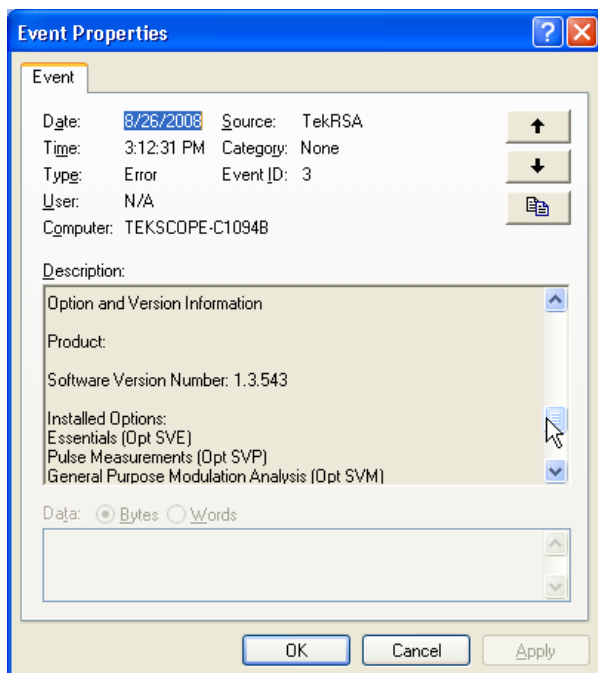 Event Properties
Event
Date: 8/26/2008 Source: TekRSA
Time: 3:12:31 PM Category: None
Type: Error Event ID: 3
User: N/A
Computer: TEKSCOPE-C1094B
Description:
Option and Version Information
Product:
Software Version Number: 1.3.543
Installed Options:
Essentials (Opt SVE)
Pulse Measurements (Opt SVP)
General Purpose Modulation Analysis (Opt SVM)
Data: Bytes Words
OK Cancel Apply